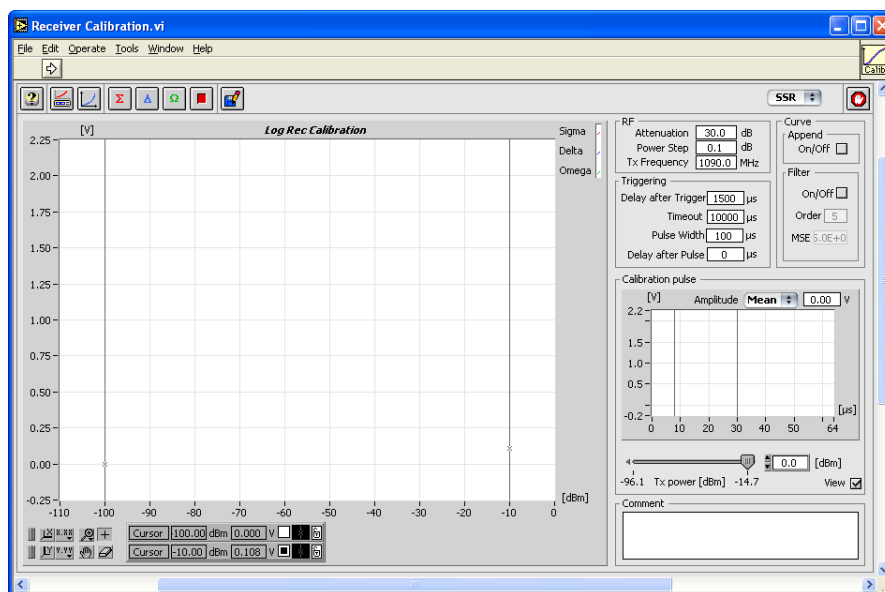 Receiver Calibration.vi
File Edit Operate Tools Window Help
Calib
? Σ Δ Ω SSR
[V] Log Rec Calibration
Sigma
Delta
Omega
2.25
2.00
1.75
1.50
1.25
1.00
0.75
0.50
0.25
0.00
-0.25
-110 -100 -90 -80 -70 -60 -50 -40 -30 -20 -10 0
[dBm]
Cursor 100.00 dBm 0.000 V
Cursor -10.00 dBm 0.108 V
RF
Attenuation 30.0 dB
Power Step 0.1 dB
Tx Frequency 1090.0 MHz
Triggering
Delay after Trigger 1500 µs
Timeout 10000 µs
Pulse Width 100 µs
Delay after Pulse 0 µs
Curve
Append
On/Off
Filter
On/Off
Order 5
MSE 5.0E+0
Calibration pulse
[V] Amplitude Mean 0.00 V
2.2
1.5
1.0
0.5
-0.2
[µs]
0 10 20 30 40 50 64
0.0 [dBm]
-96.1 Tx power [dBm] -14.7 View
Comment